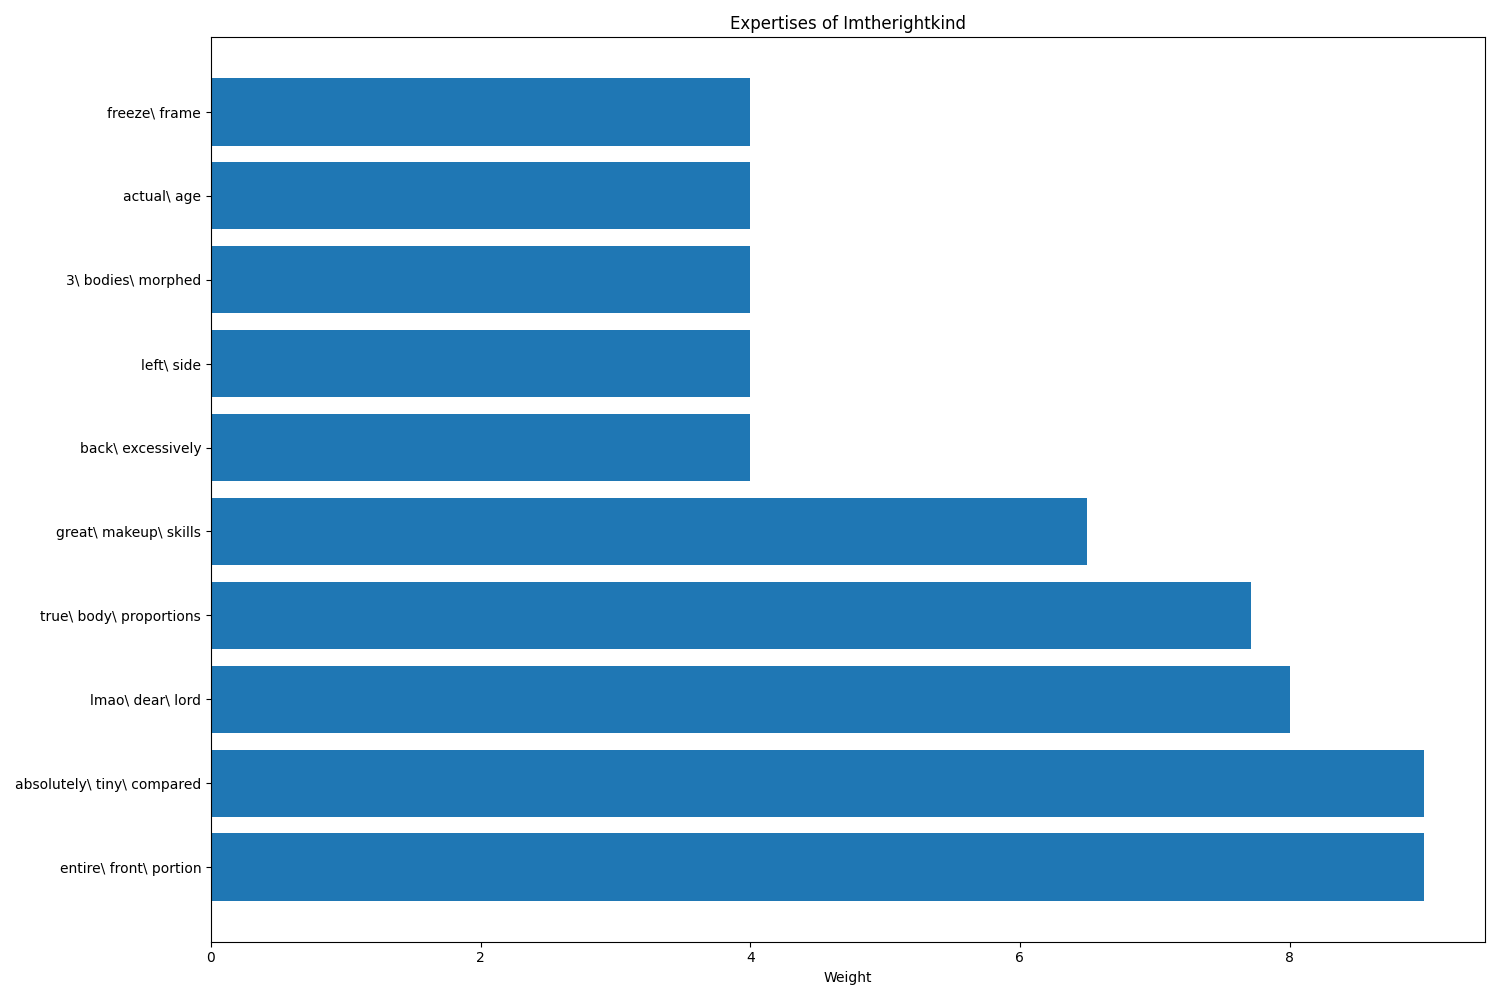 Expertises of Imtherightkind
freeze\ frame
actual\ age
3\ bodies\ morphed
left\ side
back\ excessively
great\ makeup\ skills
true\ body\ proportions
lmao\ dear\ lord
absolutely\ tiny\ compared
entire\ front\ portion
0 2 4 6 8
Weight